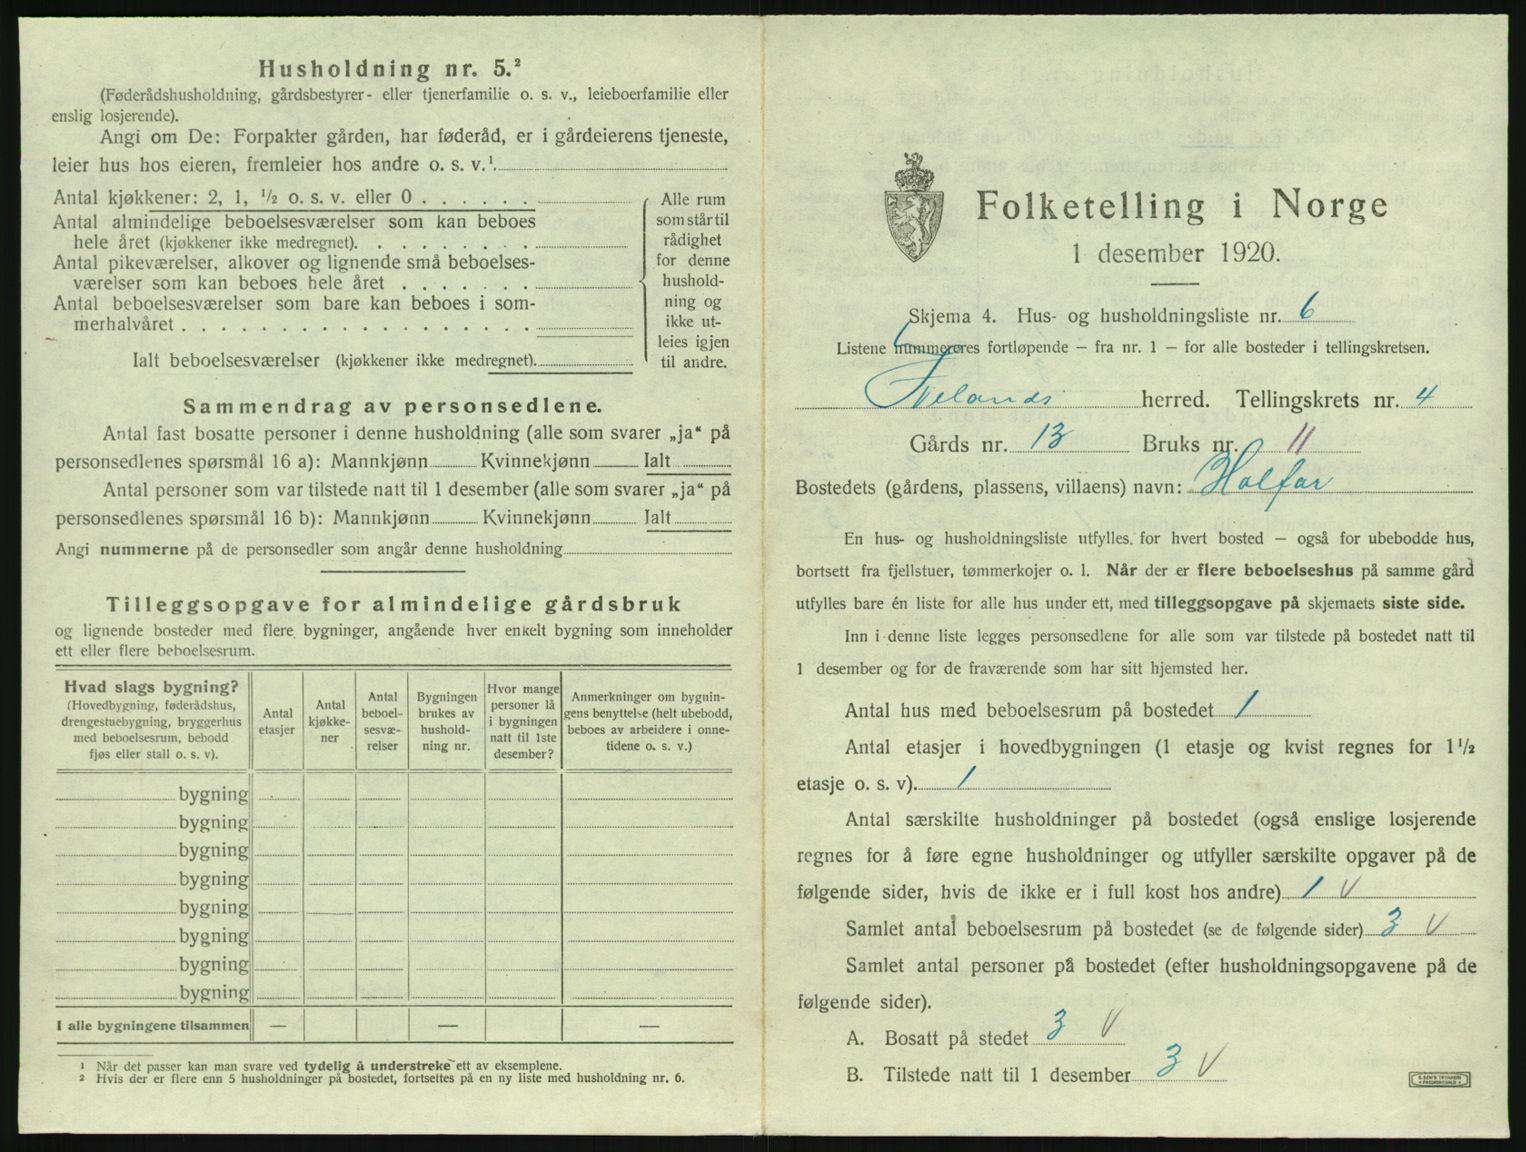 Husholdning nr. 5.²
(Føderådshusholdning, gårdsbestyrer- eller tjenerfamilie o. s. v., leieboerfamilie eller
enslig losjerende).
Angi om De: Forpakter gården, har føderåd, er i gårdeierens tjeneste,
leier hus hos eieren, fremleier hos andre o. s. v.¹.
Antal kjøkkener: 2, 1, ½ o. s. v. eller 0 . . . . . .
Antal almindelige beboelsesværelser som kan beboes
hele året (kjøkkener ikke medregnet). . . . . . . . .
Antal pikeværelser, alkover og lignende små beboelses-
værelser som kan beboes hele året . . . . . . .
Antal beboelsesværelser som bare kan beboes i som-
merhalvåret . . . . . . . . . . . . . . . . . .
Ialt beboelsesværelser (kjøkkener ikke medregnet).
Alle rum
som står til
rådighet
for denne
hushold-
ning og
ikke ut-
leies igjen
til andre.
Sammendrag av personsedlene.
Antal fast bosatte personer i denne husholdning (alle som svarer „ja“ på
personsedlenes spørsmål 16 a): Mannkjønn Kvinnekjønn Ialt
Antal personer som var tilstede natt til 1 desember (alle som svarer „ja“ på
personsedlenes spørsmål 16 b): Mannkjønn Kvinnekjønn Ialt
Angi nummerne på de personsedler som angår denne husholdning
Tilleggsopgave for almindelige gårdsbruk
og lignende bosteder med flere bygninger, angående hver enkelt bygning som inneholder
ett eller flere beboelsesrum.
Hvad slags bygning?
(Hovedbygning, føderådshus,
drengestuebygning, bryggerhus
med beboelsesrum, bebodd
fjøs eller stall o. s. v).
Antal
etasjer
Antal
kjøkke-
ner
Antal
beboel-
sesvæ-
relser
Bygningen
brukes av
hushold-
ning nr.
Hvor mange
personer lå
i bygningen
natt til 1ste
desember?
Anmerkninger om bygnin-
gens benyttelse (helt ubebodd,
beboes av arbeidere i onne-
tidene o. s. v.)
bygning
bygning
bygning
bygning
bygning
bygning
bygning
bygning
I alle bygningene tilsammen — — —
¹ Når det passer kan man svare ved tydelig å understreke ett av eksemplene.
² Hvis der er flere enn 5 husholdninger på bostedet, fortsettes på en ny liste med husholdning nr. 6.
Folketelling i Norge
1 desember 1920.
Skjema 4. Hus- og husholdningsliste nr. 6
Listene nummereres fortløpende — fra nr. 1 — for alle bosteder i tellingskretsen.
herred. Tellingskrets nr. 4
Gårds nr. 13 Bruks nr. 11
Bostedets (gårdens, plassens, villaens) navn: Holfar
En hus- og husholdningsliste utfylles for hvert bosted — også for ubebodde hus,
bortsett fra fjellstuer, tømmerkojer o. l. Når der er flere beboelseshus på samme gård
utfylles bare én liste for alle hus under ett, med tilleggsopgave på skjemaets siste side.
Inn i denne liste legges personsedlene for alle som var tilstede på bostedet natt til
1 desember og for de fraværende som har sitt hjemsted her.
Antal hus med beboelsesrum på bostedet 1
Antal etasjer i hovedbygningen (1 etasje og kvist regnes for 1½
etasje o. s. v). 1
Antal særskilte husholdninger på bostedet (også enslige losjerende
regnes for å føre egne husholdninger og utfyller særskilte opgaver på de
følgende sider, hvis de ikke er i full kost hos andre) 1 V
Samlet antal beboelsesrum på bostedet (se de følgende sider) 3 V
Samlet antal personer på bostedet (efter husholdningsopgavene på de
følgende sider).
A. Bosatt på stedet 3 V
B. Tilstede natt til 1 desember 3 V